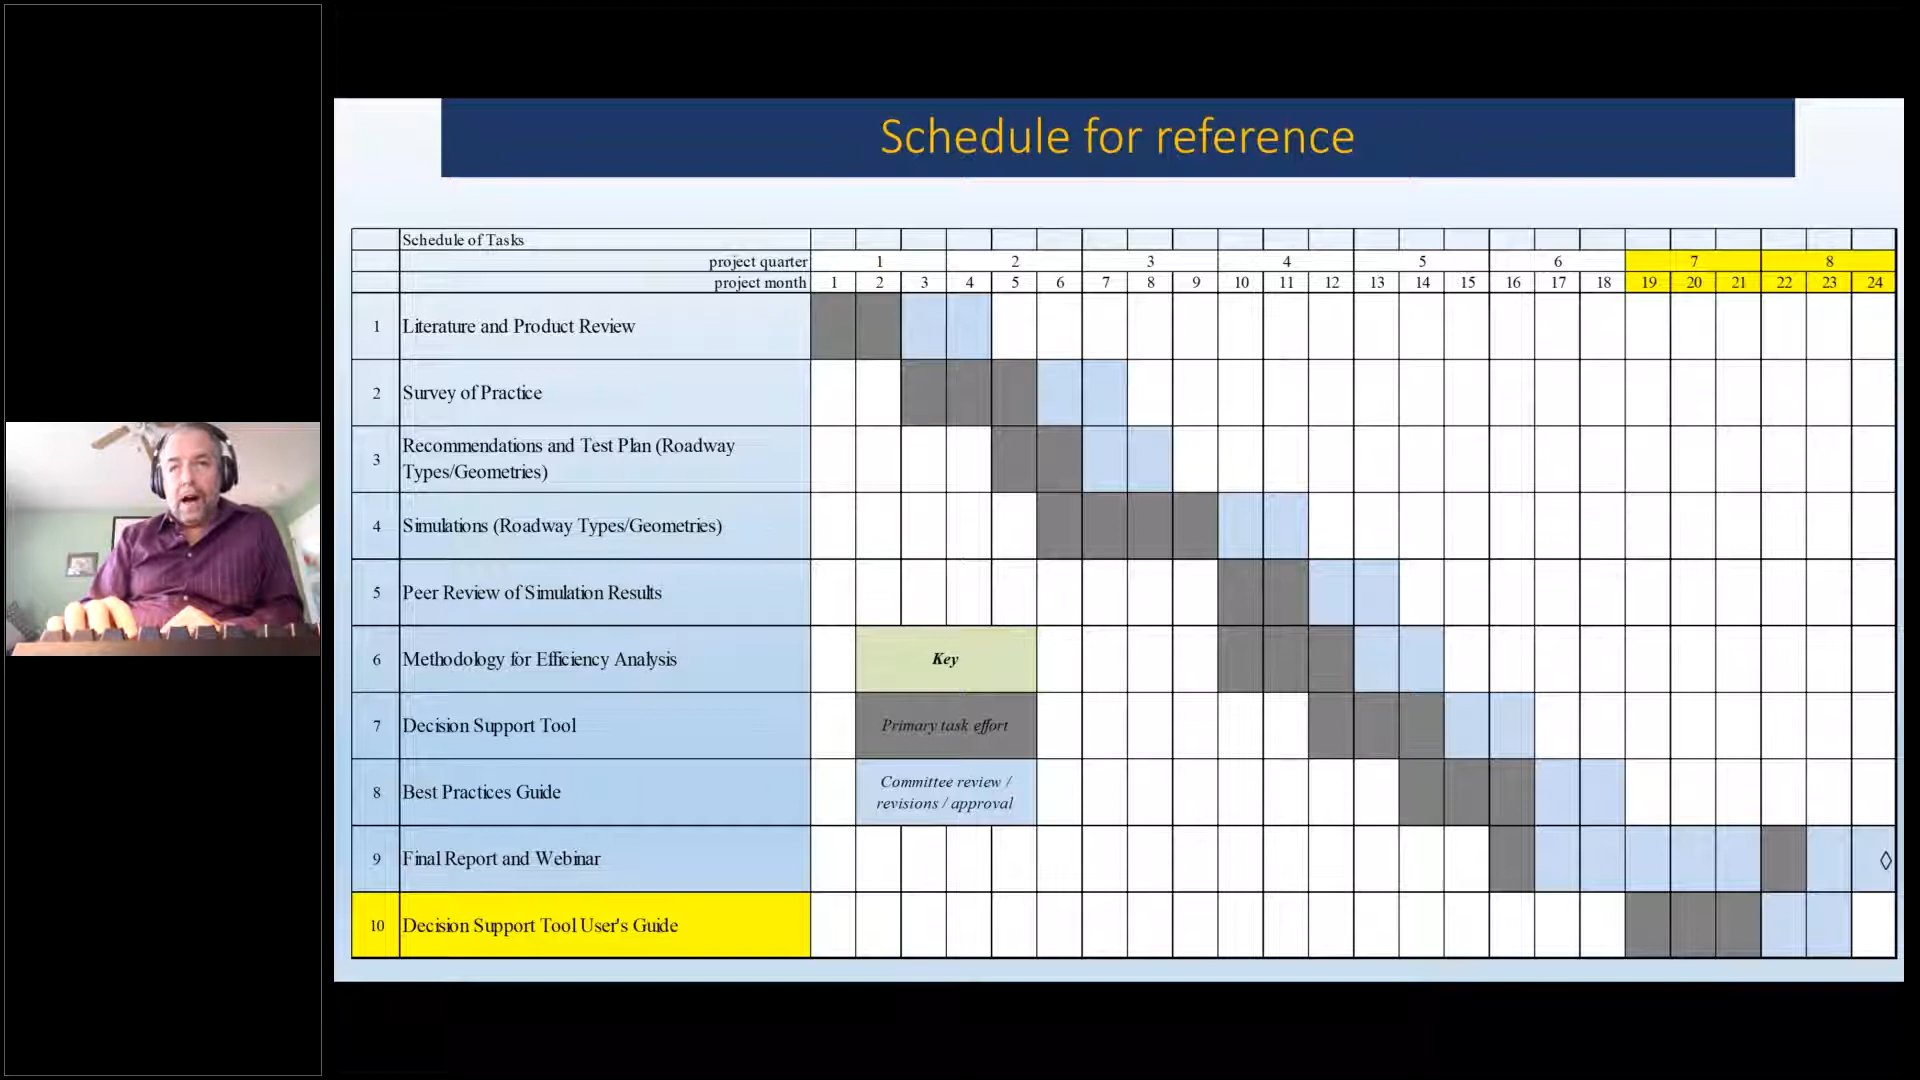 Schedule for reference
Schedule of Tasks
project quarter 1 2 3 4 5 6 7 8
project month 1 2 3 4 5 6 7 8 9 10 11 12 13 14 15 16 17 18 19 20 21 22 23 24
1 Literature and Product Review
2 Survey of Practice
3 Recommendations and Test Plan (Roadway
Types/Geometries)
4 Simulations (Roadway Types/Geometries)
5 Peer Review of Simulation Results
6 Methodology for Efficiency Analysis
Key
7 Decision Support Tool
Primary task effort
8 Best Practices Guide
Committee review /
revisions / approval
9 Final Report and Webinar
10 Decision Support Tool User's Guide